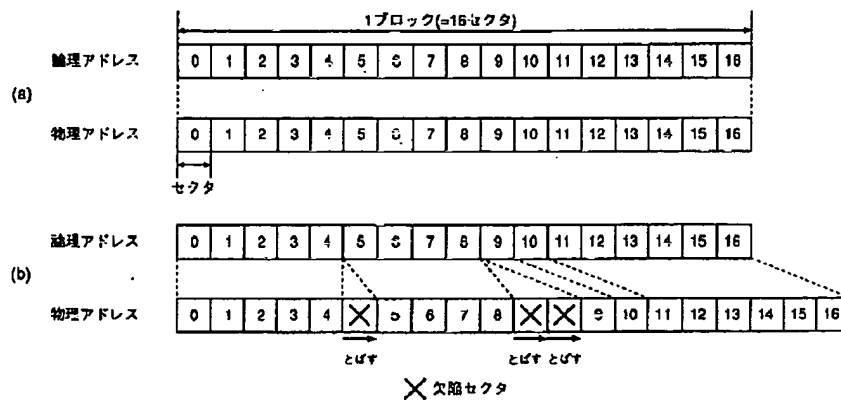 1ブロック(=16セクタ)
論理アドレス 0 1 2 3 4 5 6 7 8 9 10 11 12 13 14 15 16
(a)
物理アドレス 0 1 2 3 4 5 6 7 8 9 10 11 12 13 14 15 16
セクタ
論理アドレス 0 1 2 3 4 5 6 7 8 9 10 11 12 13 14 15 16
(b)
物理アドレス 0 1 2 3 4 5 6 7 8 9 10 11 12 13 14 15 16
とばす とばす とばす
欠陥セクタ